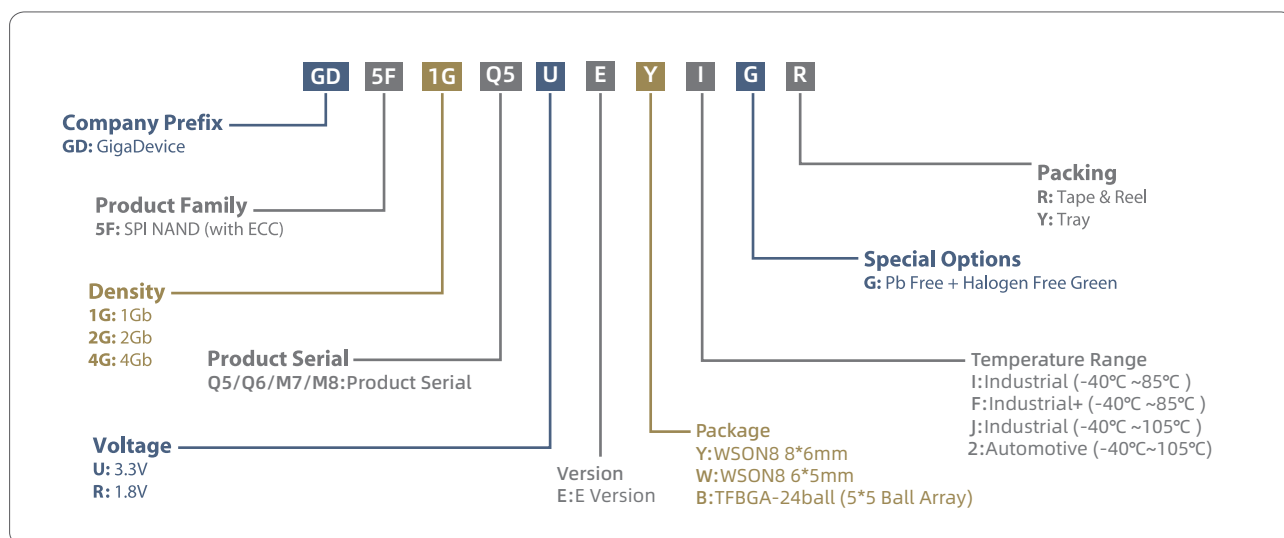 GD 5F 1G Q5 U E Y I G R
Company Prefix
GD: GigaDevice
Product Family
5F: SPI NAND (with ECC)
Density
1G: 1Gb
2G: 2Gb
4G: 4Gb
Product Serial
Q5/Q6/M7/M8:Product Serial
Voltage
U: 3.3V
R: 1.8V
Version
E:E Version
Package
Y:WSON8 8*6mm
W:WSON8 6*5mm
B:TFBGA-24ball (5*5 Ball Array)
Temperature Range
I:Industrial (-40℃ ~85℃ )
F:Industrial+ (-40℃ ~85℃ )
J:Industrial (-40℃ ~105℃ )
2:Automotive (-40℃~105℃)
Special Options
G: Pb Free + Halogen Free Green
Packing
R: Tape & Reel
Y: Tray